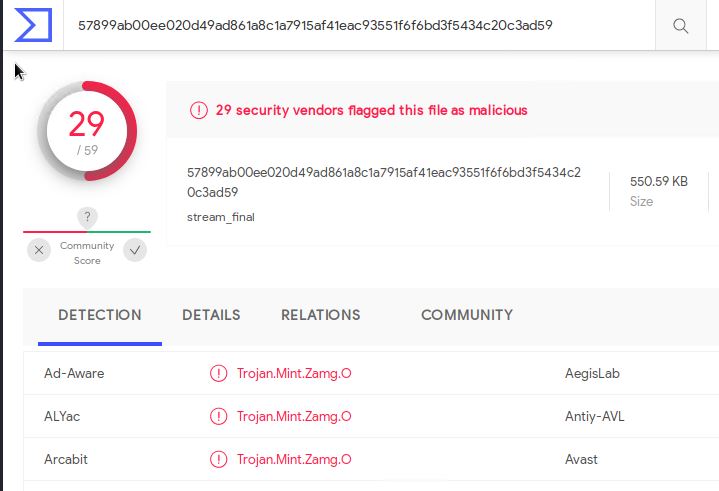 57899ab00ee020d49ad861a8c1a7915af41eac93551f6f6bd3f5434c20c3ad59
29
/ 59
29 security vendors flagged this file as malicious
57899ab00ee020d49ad861a8c1a7915af41eac93551f6f6bd3f5434c2
0c3ad59
stream_final
550.59 KB
Size
?
Community
Score
DETECTION DETAILS RELATIONS COMMUNITY
Ad-Aware Trojan.Mint.Zamg.O AegisLab
ALYac Trojan.Mint.Zamg.O Antiy-AVL
Arcabit Trojan.Mint.Zamg.O Avast